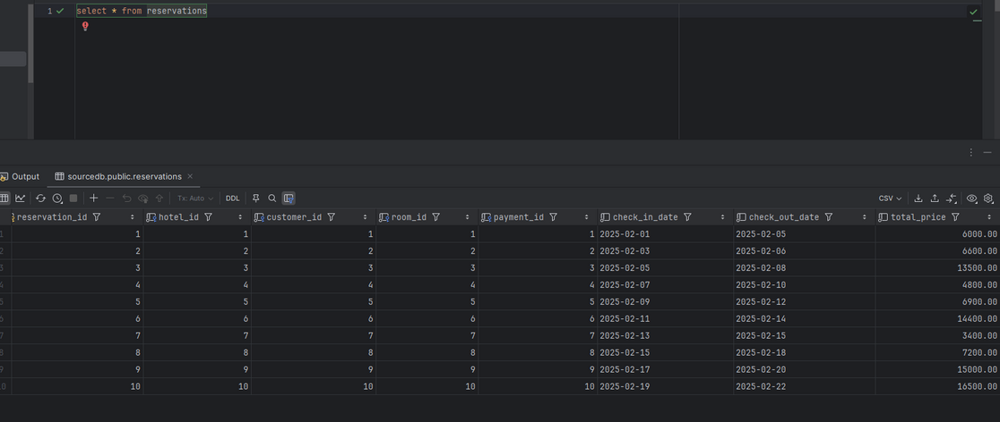 1 select * from reservations
Output sourcedb.public.reservations
Tx: Auto DDL CSV
reservation_id hotel_id customer_id room_id payment_id check_in_date check_out_date total_price
1 1 1 1 1 1 2025-02-01 2025-02-05 6000.00
2 2 2 2 2 2 2025-02-03 2025-02-06 6600.00
3 3 3 3 3 3 2025-02-05 2025-02-08 13500.00
4 4 4 4 4 4 2025-02-07 2025-02-10 4800.00
5 5 5 5 5 5 2025-02-09 2025-02-12 6900.00
6 6 6 6 6 6 2025-02-11 2025-02-14 14400.00
7 7 7 7 7 7 2025-02-13 2025-02-15 3400.00
8 8 8 8 8 8 2025-02-15 2025-02-18 7200.00
9 9 9 9 9 9 2025-02-17 2025-02-20 15000.00
0 10 10 10 10 10 2025-02-19 2025-02-22 16500.00